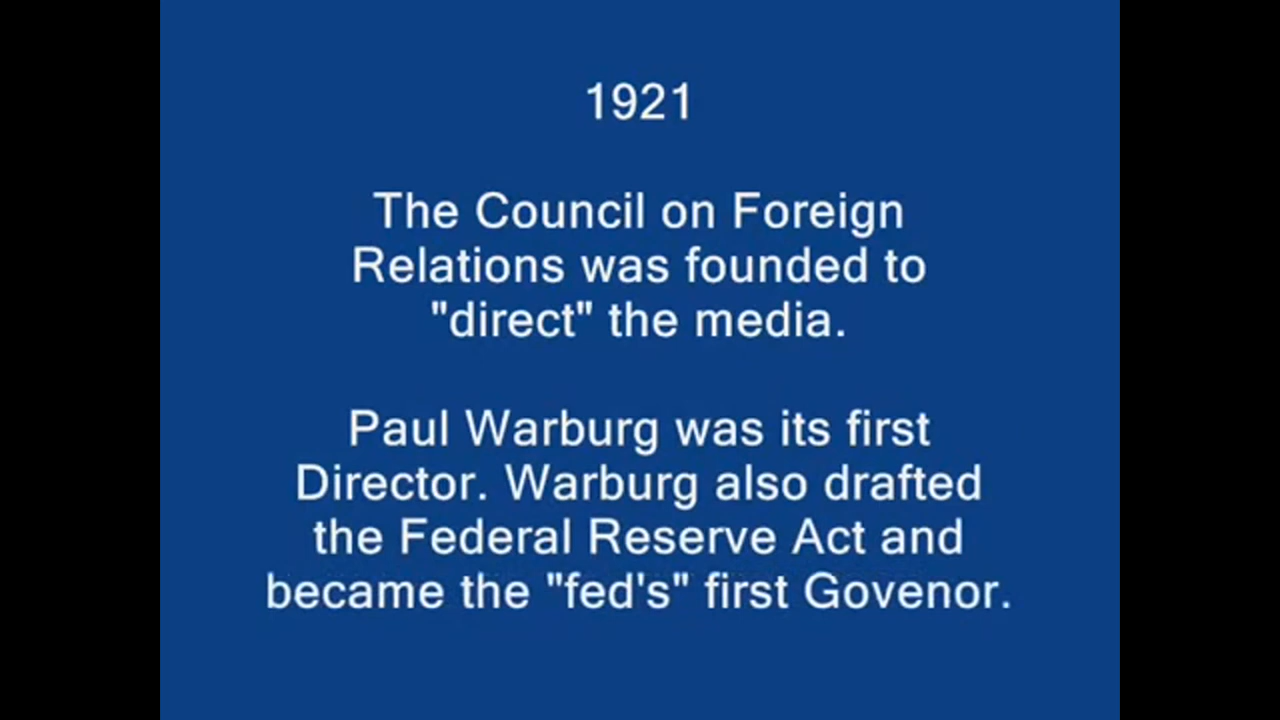 1921
The Council on Foreign
Relations was founded to
"direct" the media.
Paul Warburg was its first
Director. Warburg also drafted
the Federal Reserve Act and
became the "fed's" first Govenor.